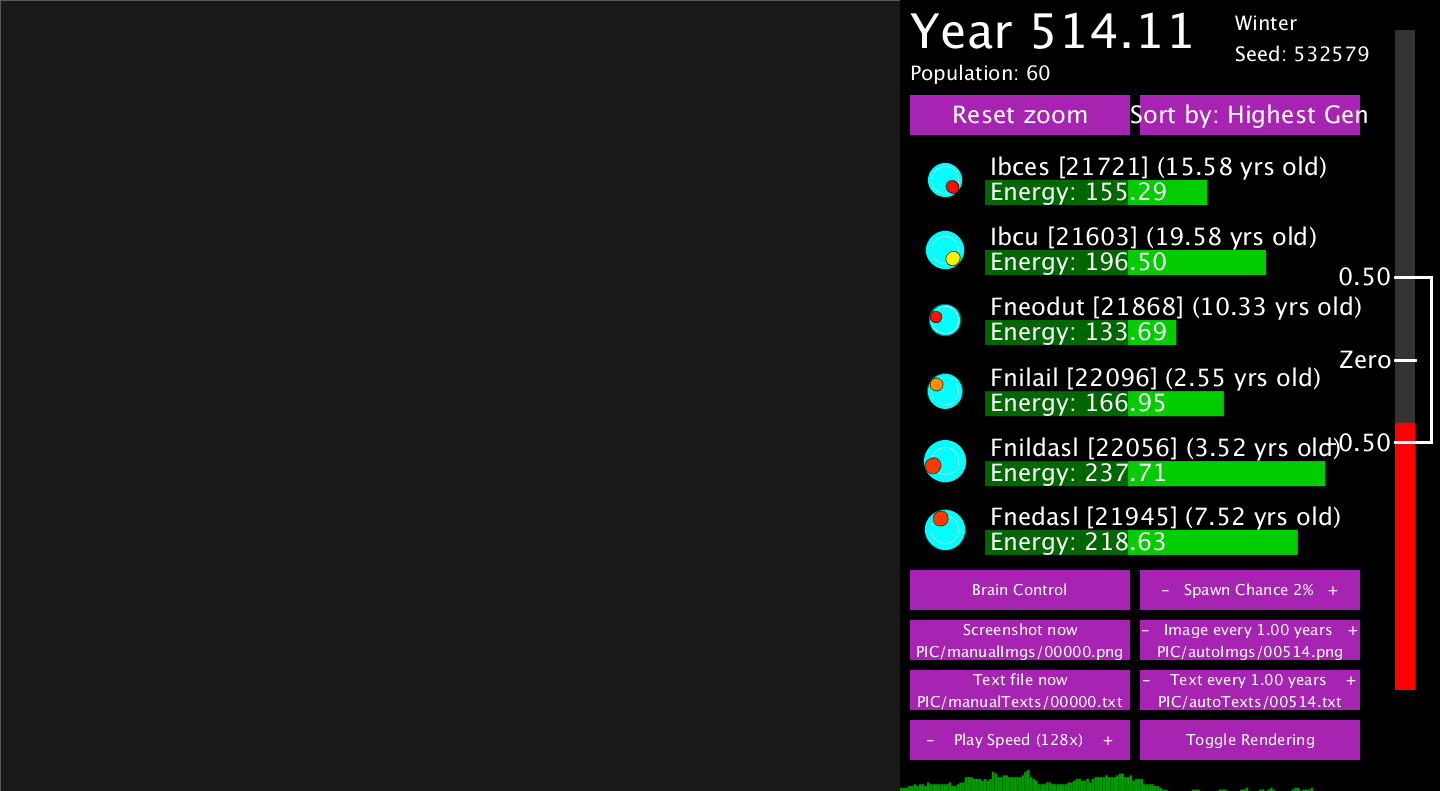 Year 514.11
Winter
Seed: 532579
Population: 60
Reset zoom
Sort by: Highest Gen
Ibces [21721] (15.58 yrs old)
Energy: 155.29
Ibcu [21603] (19.58 yrs old)
Energy: 196.50
0.50
Fneodut [21868] (10.33 yrs old)
Energy: 133.69
Zero
Fnilail [22096] (2.55 yrs old)
Energy: 166.95
Fnildasl [22056] (3.52 yrs old)
-0.50
Energy: 237.71
Fnedasl [21945] (7.52 yrs old)
Energy: 218.63
Brain Control
- Spawn Chance 2% +
Screenshot now
PIC/manualImgs/00000.png
- Image every 1.00 years +
PIC/autoImgs/00514.png
Text file now
PIC/manualTexts/00000.txt
- Text every 1.00 years +
PIC/autoTexts/00514.txt
- Play Speed (128x) +
Toggle Rendering